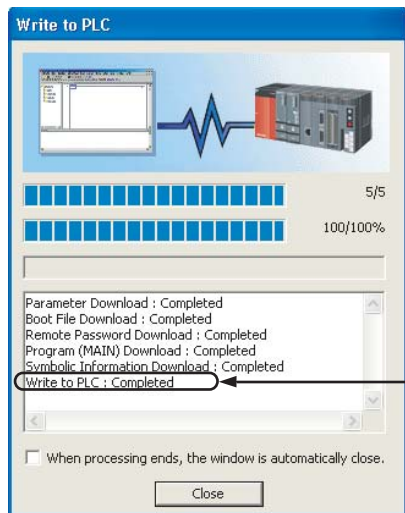 Write to PLC
5/5
100/100%
Parameter Download : Completed
Boot File Download : Completed
Remote Password Download : Completed
Program (MAIN) Download : Completed
Symbolic Information Download : Completed
Write to PLC : Completed
When processing ends, the window is automatically close.
Close